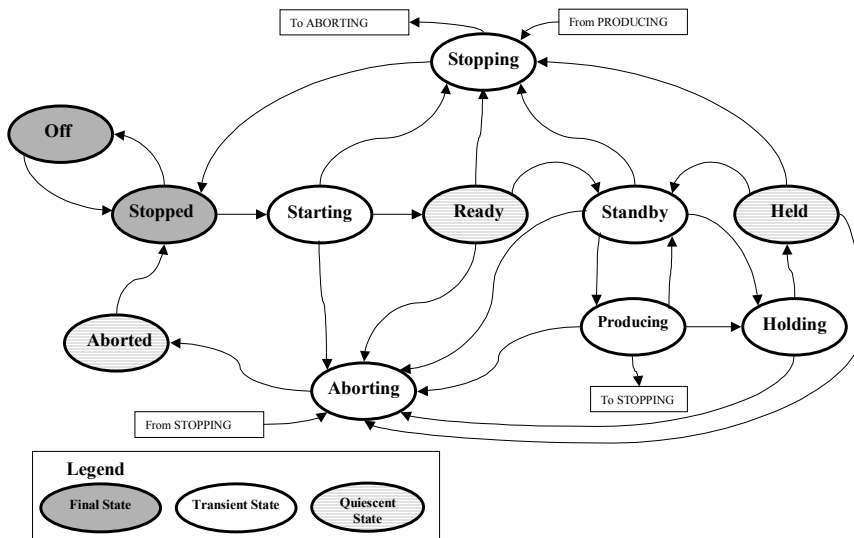 To ABORTING
From PRODUCING
Stopping
Off
Stopped
Starting
Ready
Standby
Held
Aborted
Producing
Holding
Aborting
To STOPPING
From STOPPING
Legend
Final State
Transient State
Quiescent
State